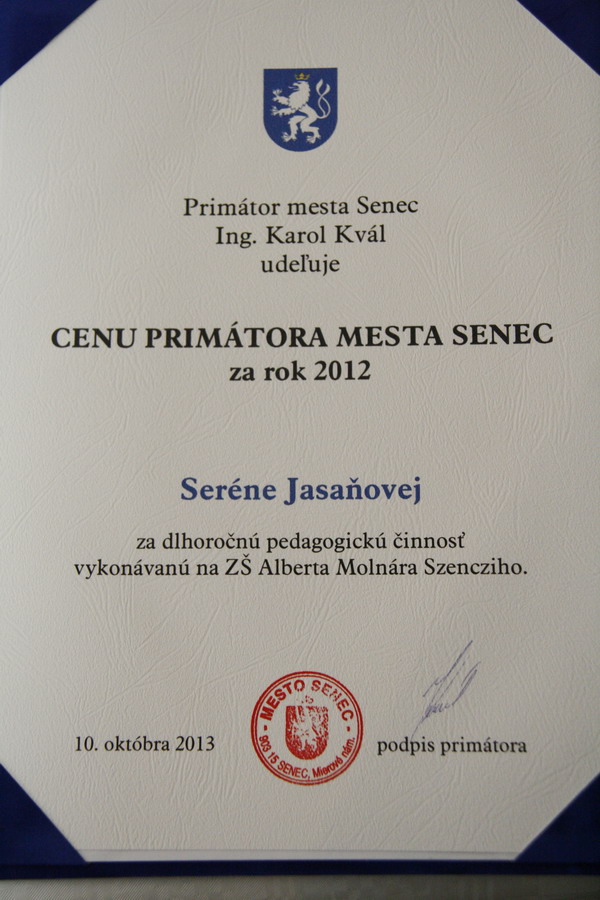 Primátor mesta Senec
Ing. Karol Kvál
udeľuje
CENU PRIMÁTORA MESTA SENEC
za rok 2012
Seréne Jasaňovej
za dlhoročnú pedagogickú činnosť
vykonávanú na ZŠ Alberta Molnára Szencziho.
- MESTO SENEC -
903 15 SENEC, Mierové nám.
10. októbra 2013
podpis primátora